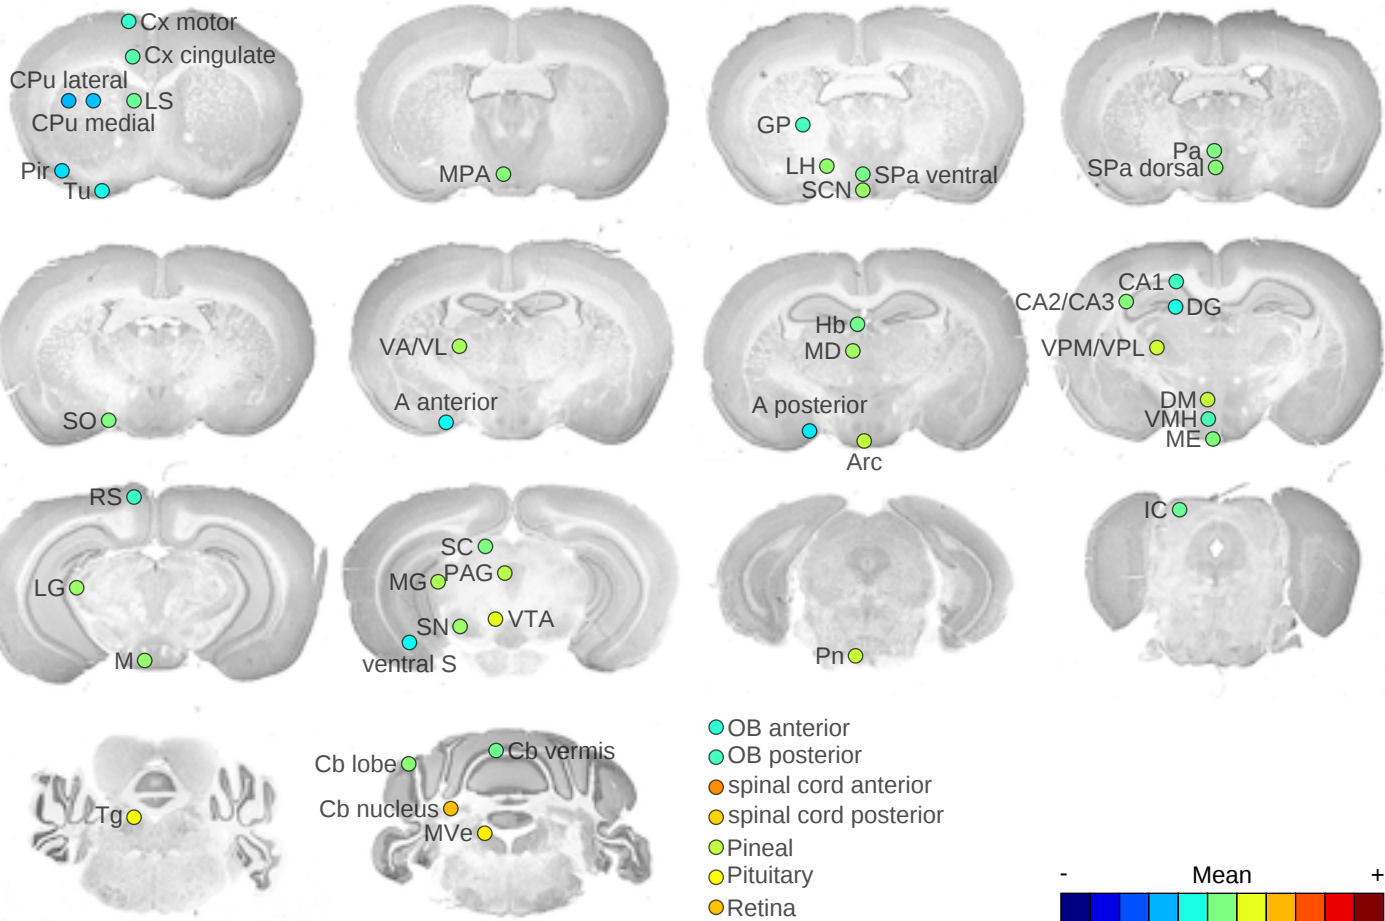 Cx motor
Cx cingulate
CPu lateral
LS
CPu medial
Pir
Tu
MPA
GP
LH
SPa ventral
SCN
Pa
SPa dorsal
SO
VA/VL
A anterior
Hb
MD
A posterior
Arc
CA1
CA2/CA3
DG
VPM/VPL
DM
VMH
ME
RS
LG
M
SC
MG
PAG
SN
VTA
ventral S
Pn
IC
Tg
Cb lobe
Cb vermis
Cb nucleus
MVe
OB anterior
OB posterior
spinal cord anterior
spinal cord posterior
Pineal
Pituitary
Retina
- Mean +